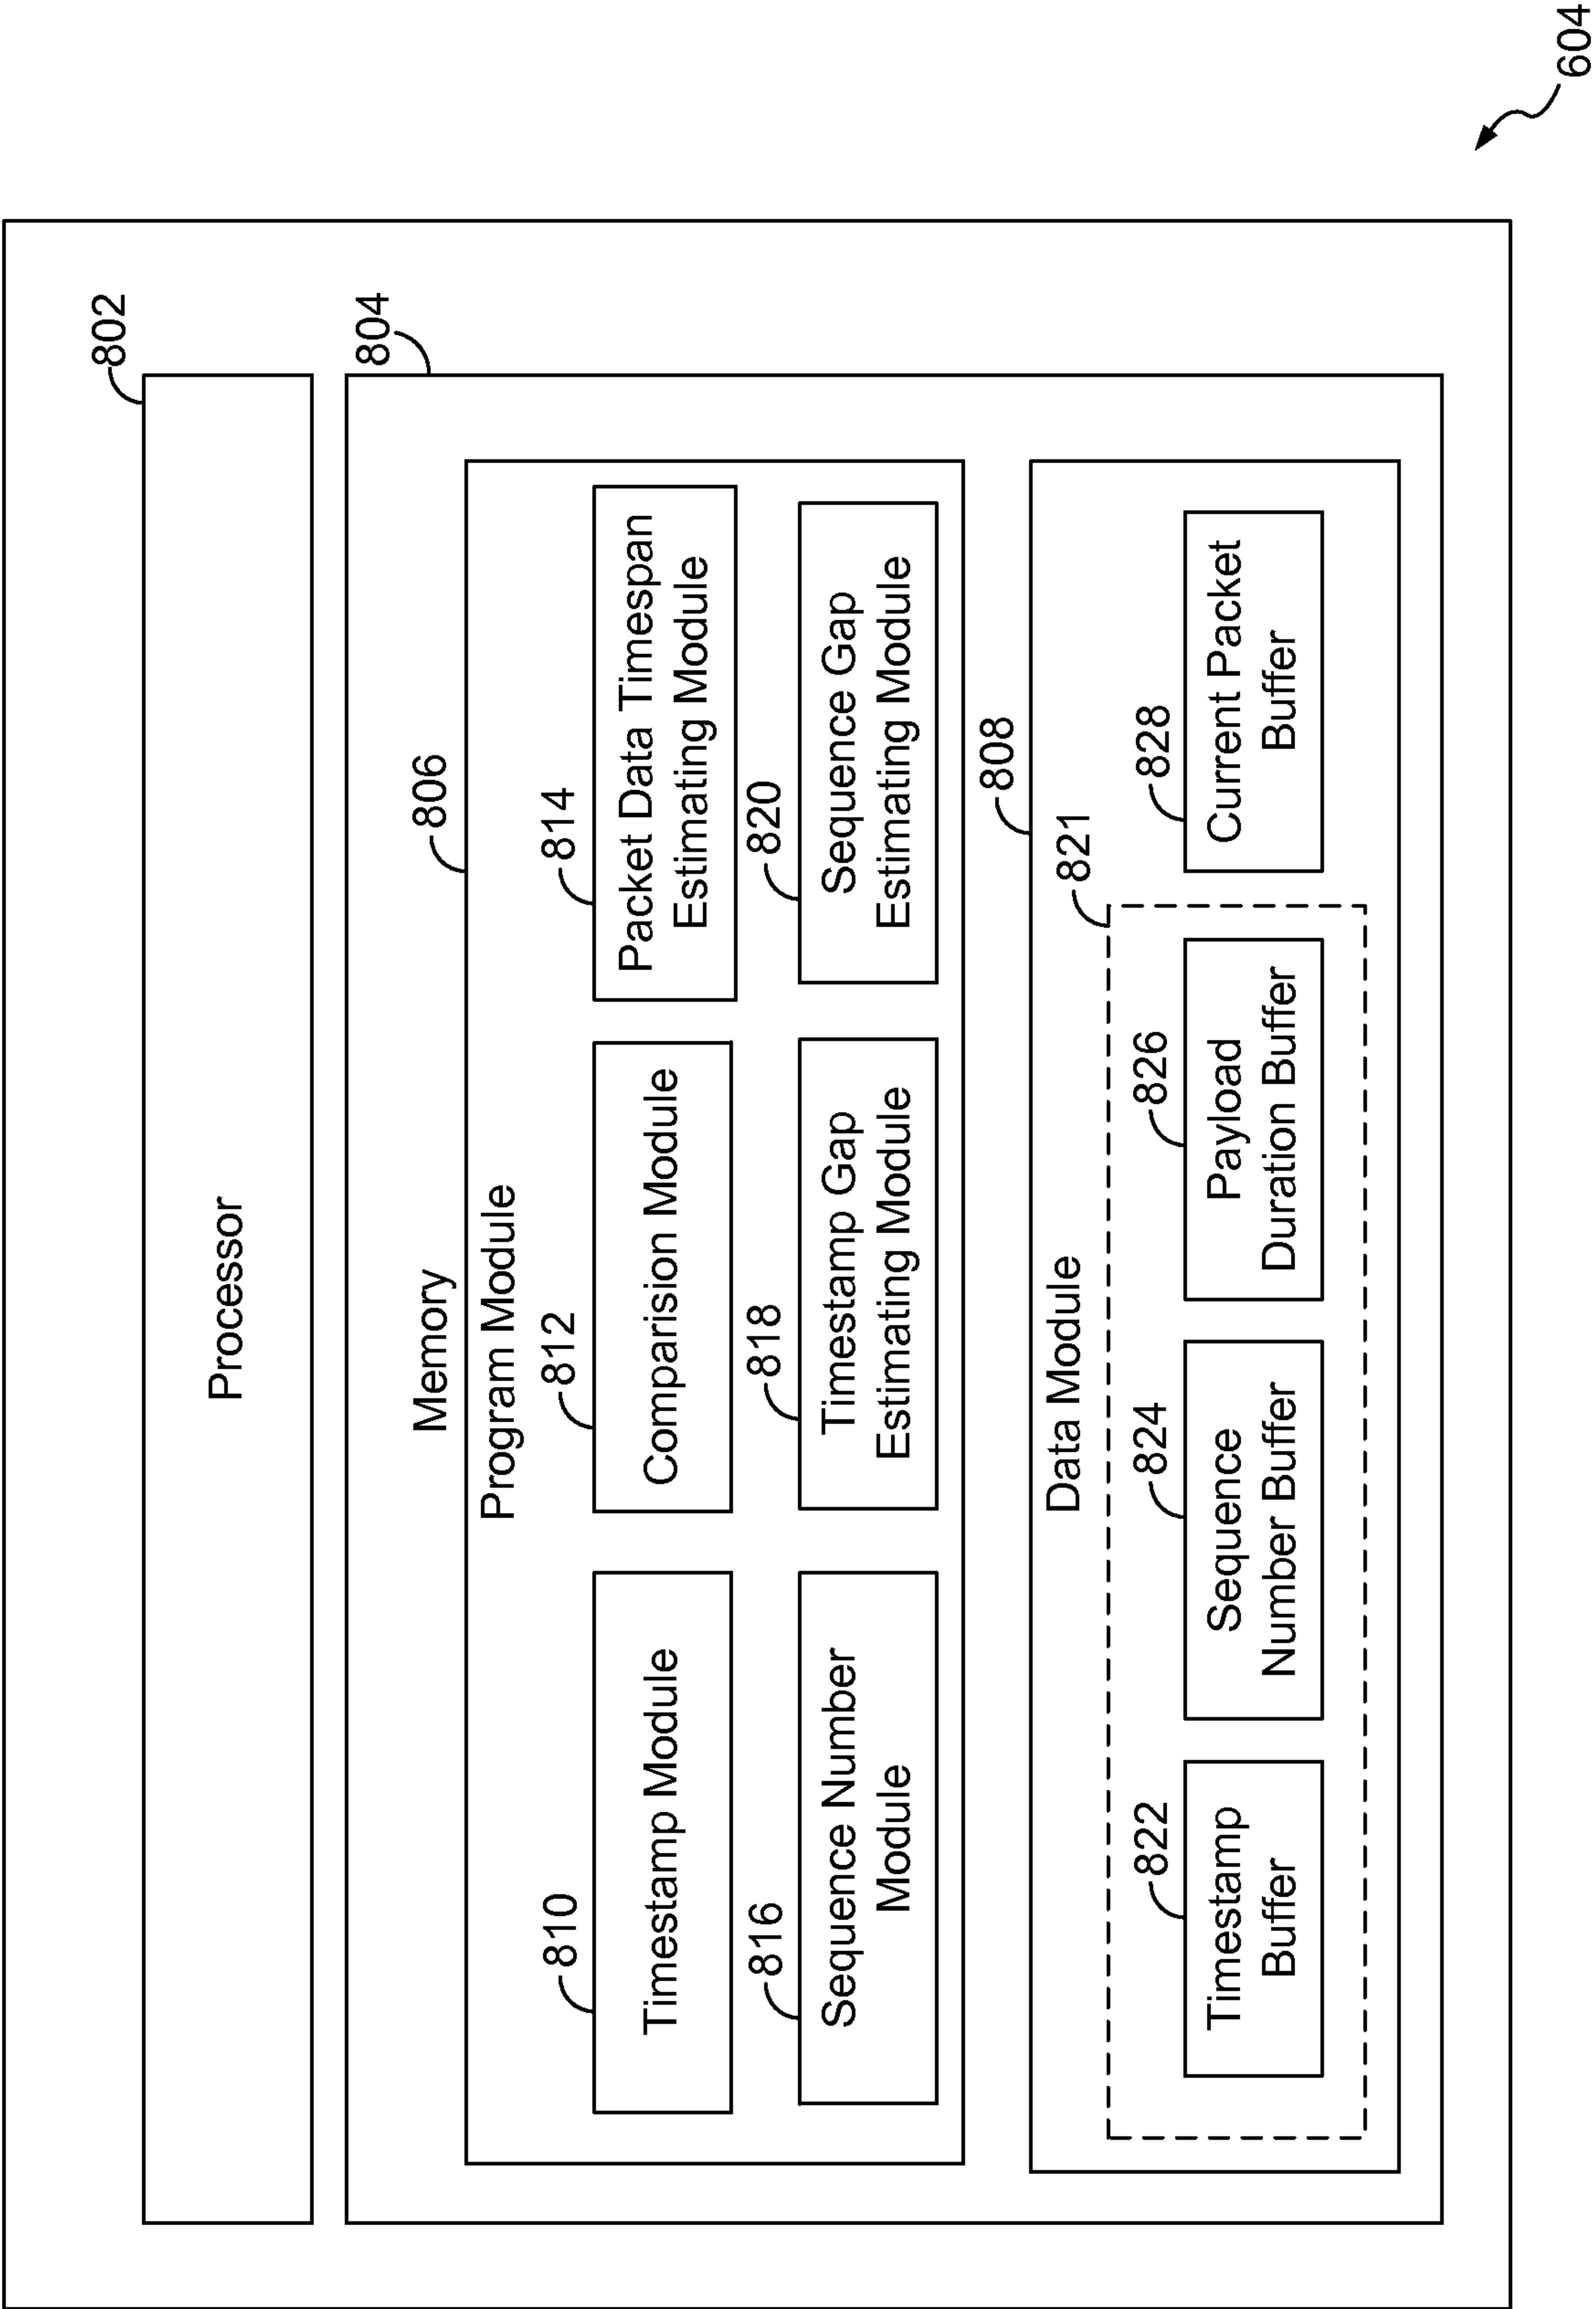 802
Processor
804
Memory
806
Program Module
810
Timestamp Module
812
Comparision Module
814
Packet Data Timespan
Estimating Module
816
Sequence Number
Module
818
Timestamp Gap
Estimating Module
820
Sequence Gap
Estimating Module
808
Data Module
821
822
Timestamp
Buffer
824
Sequence
Number Buffer
826
Payload
Duration Buffer
828
Current Packet
Buffer
604